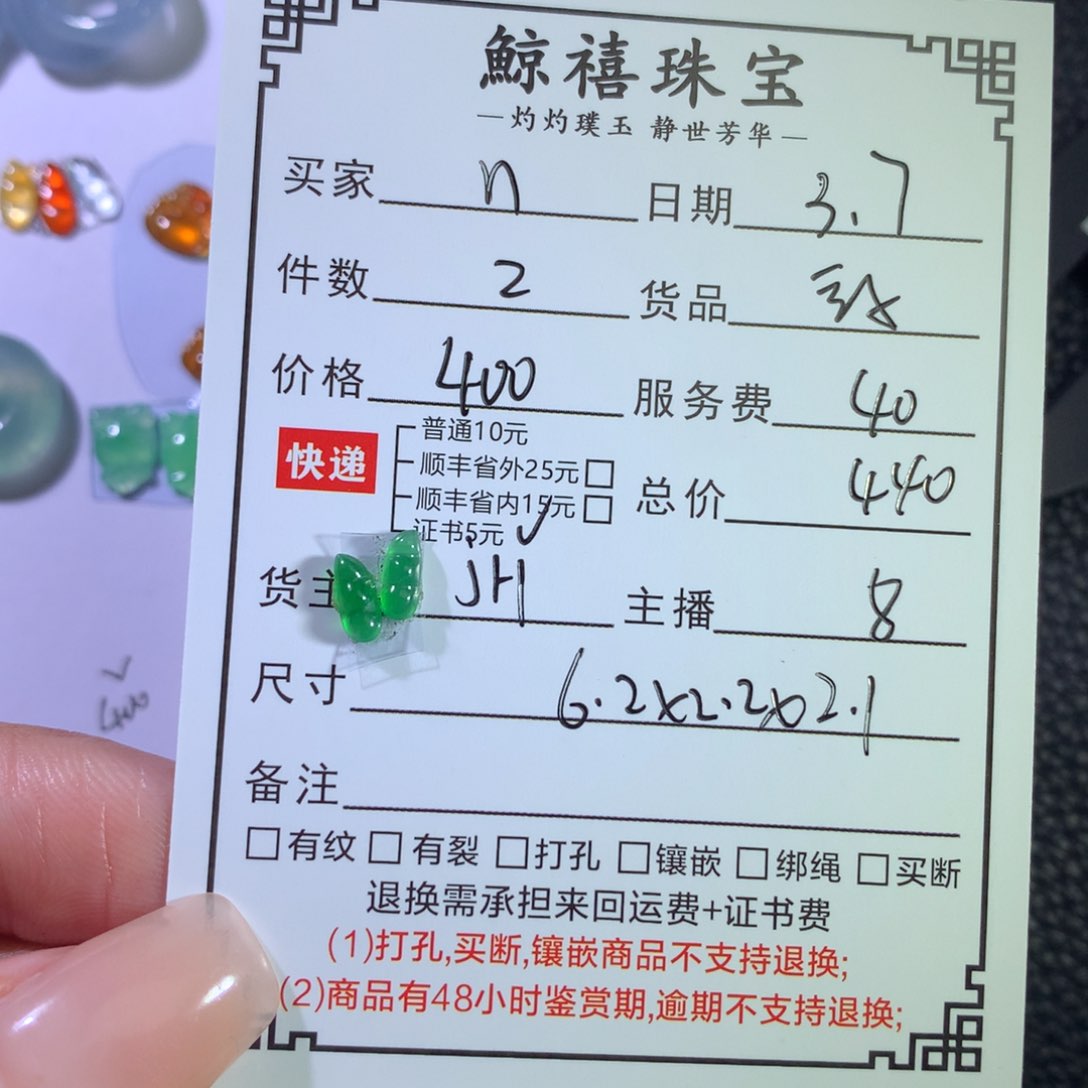 鯨禧珠宝
—灼灼璞玉 静世芳华—
买家 n 日期 3.7
件数 2 货品
价格 400 服务费 40
快递
普通10元
顺丰省外25元□
顺丰省内15元□
证书5元 ✓
总价 440
货主 JH 主播 8
尺寸 6.2x2.2x2.1
备注
□有纹 □有裂 □打孔 □镶嵌 □绑绳 □买断
退换需承担来回运费+证书费
(1)打孔,买断,镶嵌商品不支持退换;
(2)商品有48小时鉴赏期,逾期不支持退换;
✓
400